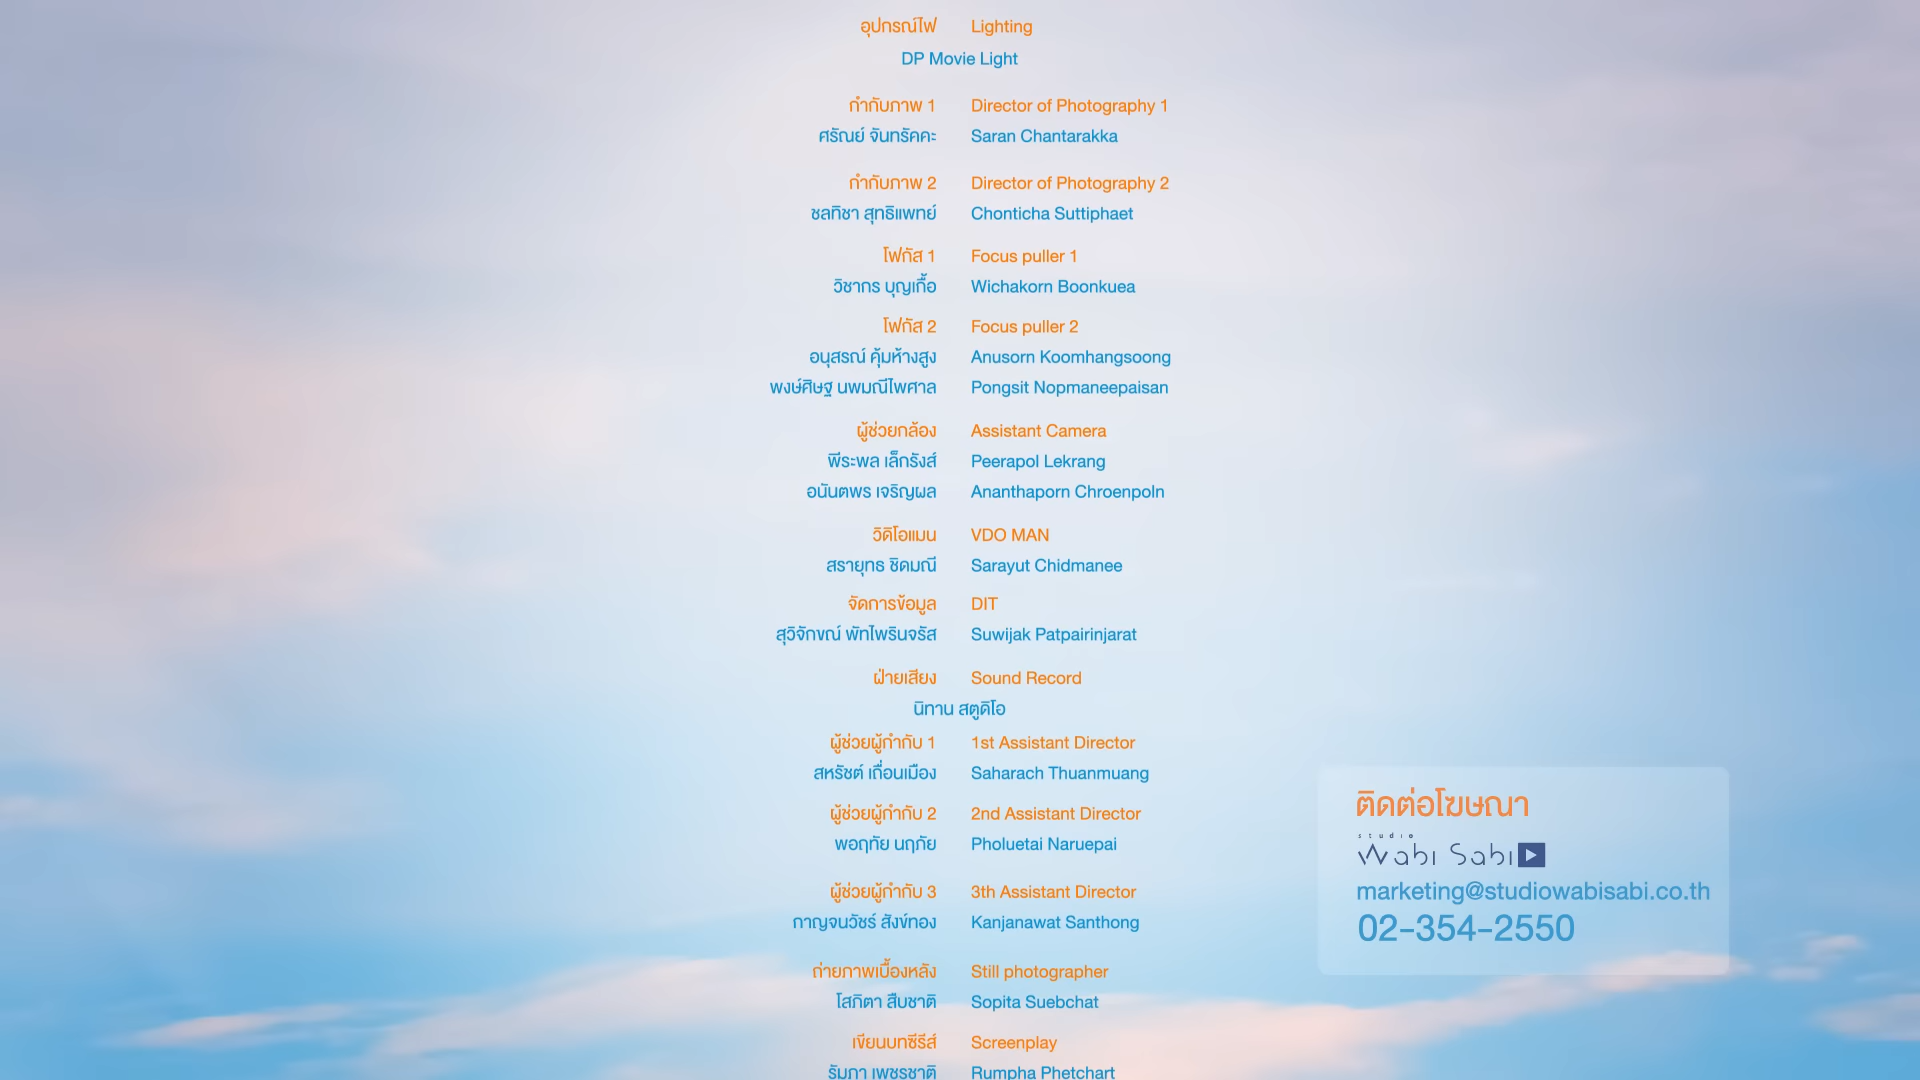 อุปกรณ์ไฟ Lighting
DP Movie Light
กำกับภาพ 1 Director of Photography 1
ศรัณย์ จันทรัคคะ Saran Chantarakka
กำกับภาพ 2 Director of Photography 2
ชลทิชา สุทธิแพทย์ Chonticha Suttiphaet
โฟกัส 1 Focus puller 1
วิชากร บุญเกื้อ Wichakorn Boonkuea
โฟกัส 2 Focus puller 2
อนุสรณ์ คุ้มห้างสูง Anusorn Koomhangsoong
พงษ์ศิษฐ นพมณีไพศาล Pongsit Nopmaneepaisan
ผู้ช่วยกล้อง Assistant Camera
พีระพล เล็กรังส์ Peerapol Lekrang
อนันตพร เจริญผล Ananthaporn Chroenpoln
วิดิโอแมน VDO MAN
สรายุทธ ชิดมณี Sarayut Chidmanee
จัดการข้อมูล DIT
สุวิจักขณ์ พัทไพรินจรัส Suwijak Patpairinjarat
ฝ่ายเสียง Sound Record
นิทาน สตูดิโอ
ผู้ช่วยผู้กำกับ 1 1st Assistant Director
สหรัชต์ เถื่อนเมือง Saharach Thuanmuang
ผู้ช่วยผู้กำกับ 2 2nd Assistant Director
พอฤทัย นฤภัย Pholuetai Naruepai
ผู้ช่วยผู้กำกับ 3 3th Assistant Director
กาญจนวัชร์ สังข์ทอง Kanjanawat Santhong
ถ่ายภาพเบื้องหลัง Still photographer
โสภิตา สืบชาติ Sopita Suebchat
เขียนบทซีรีส์ Screenplay
รัมภา เพชรชาติ Rumpha Phetchart
ติดต่อโฆษณา
studio
Wabi Sabi
marketing@studiowabisabi.co.th
02-354-2550